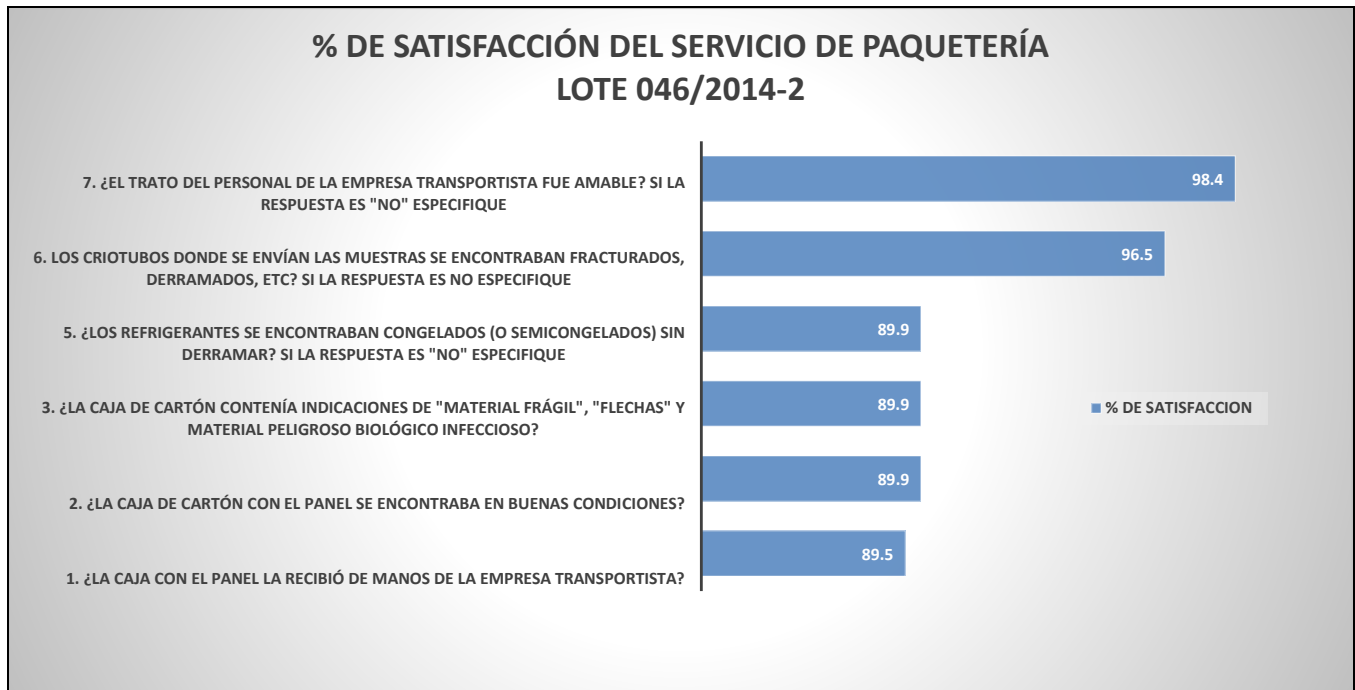 % DE SATISFACCIÓN DEL SERVICIO DE PAQUETERÍA
LOTE 046/2014-2
7. ¿EL TRATO DEL PERSONAL DE LA EMPRESA TRANSPORTISTA FUE AMABLE? SI LA
RESPUESTA ES "NO" ESPECIFIQUE
98.4
6. LOS CRIOTUBOS DONDE SE ENVÍAN LAS MUESTRAS SE ENCONTRABAN FRACTURADOS,
DERRAMADOS, ETC? SI LA RESPUESTA ES NO ESPECIFIQUE
96.5
5. ¿LOS REFRIGERANTES SE ENCONTRABAN CONGELADOS (O SEMICONGELADOS) SIN
DERRAMAR? SI LA RESPUESTA ES "NO" ESPECIFIQUE
89.9
3. ¿LA CAJA DE CARTÓN CONTENÍA INDICACIONES DE "MATERIAL FRÁGIL", "FLECHAS" Y
MATERIAL PELIGROSO BIOLÓGICO INFECCIOSO?
89.9
2. ¿LA CAJA DE CARTÓN CON EL PANEL SE ENCONTRABA EN BUENAS CONDICIONES?
89.9
1. ¿LA CAJA CON EL PANEL LA RECIBIÓ DE MANOS DE LA EMPRESA TRANSPORTISTA?
89.5
% DE SATISFACCION